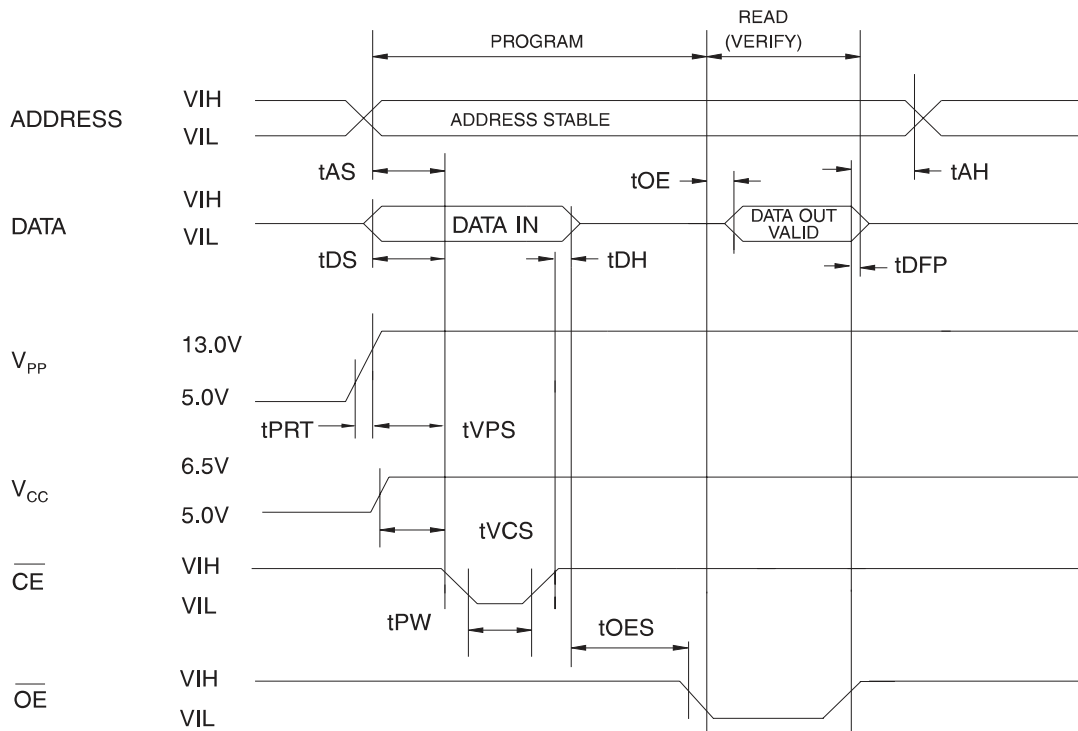 READ
PROGRAM (VERIFY)
ADDRESS VIH
VIL
ADDRESS STABLE
tAS tOE tAH
DATA VIH
VIL
DATA IN
DATA OUT
VALID
tDS tDH tDFP
VPP 13.0V
5.0V
tPRT tVPS
VCC 6.5V
5.0V
tVCS
CE VIH
VIL
tPW tOES
OE VIH
VIL